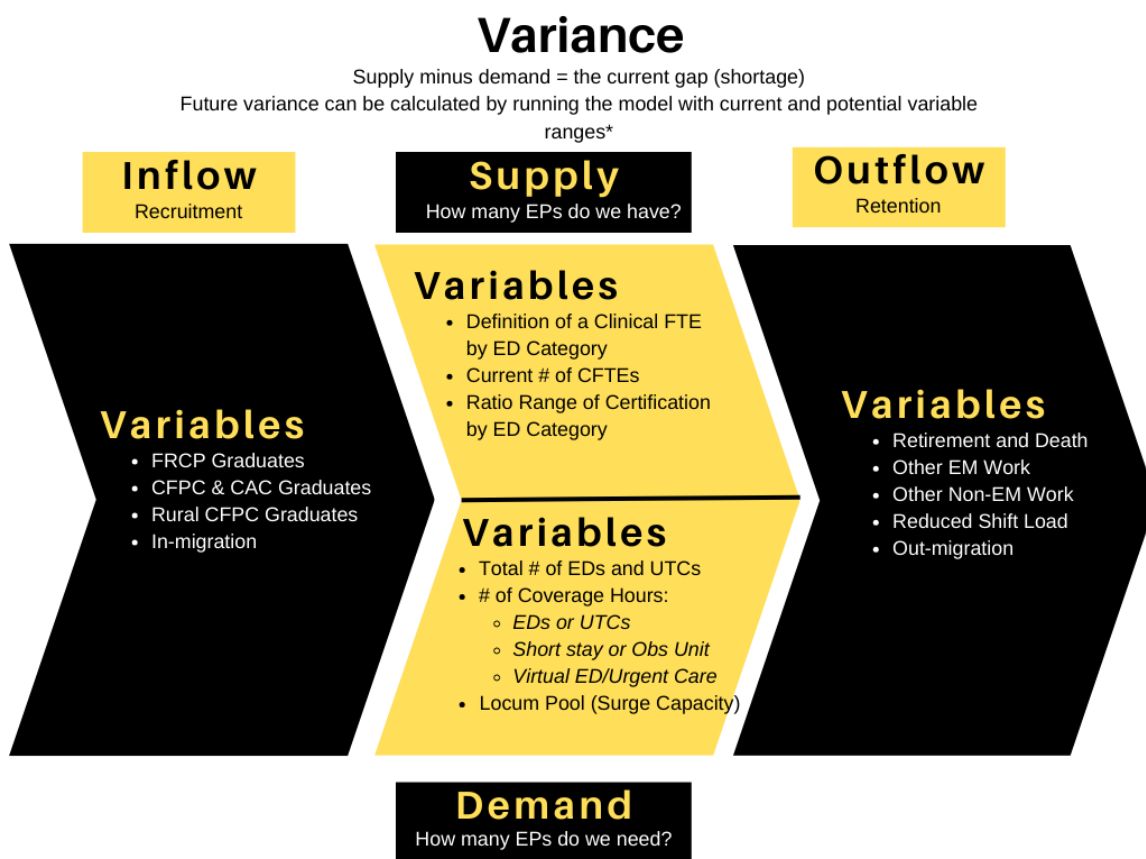 Variance
Supply minus demand = the current gap (shortage)
Future variance can be calculated by running the model with current and potential variable
ranges*
Inflow
Recruitment
Variables
• FRCP Graduates
• CFPC & CAC Graduates
• Rural CFPC Graduates
• In-migration
Supply
How many EPs do we have?
Variables
• Definition of a Clinical FTE
by ED Category
• Current # of CFTEs
• Ratio Range of Certification
by ED Category
Variables
• Total # of EDs and UTCs
• # of Coverage Hours:
◦ EDs or UTCs
◦ Short stay or Obs Unit
◦ Virtual ED/Urgent Care
• Locum Pool (Surge Capacity)
Demand
How many EPs do we need?
Outflow
Retention
Variables
• Retirement and Death
• Other EM Work
• Other Non-EM Work
• Reduced Shift Load
• Out-migration